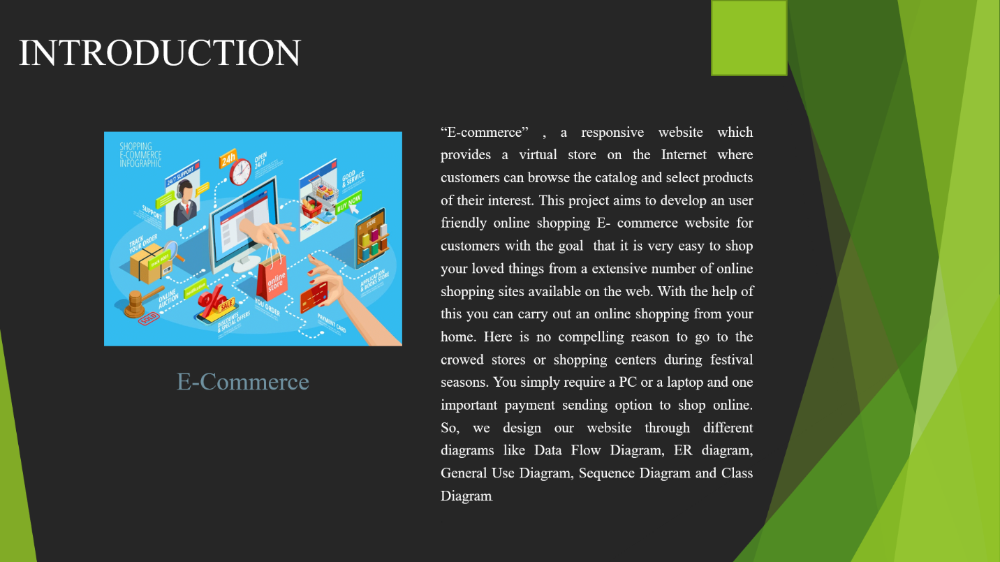 INTRODUCTION
SHOPPING
E-COMMERCE
INFOGRAPHIC
24/7 SUPPORT
SUPPORT
24h
OPEN
24/7
GOOD
& SERVICE
BUY NOW
STORE
APPLICATION
& BOOKS STORE
TRACK
YOUR ORDER
ONLINE
AUCTION
SOLD
SALE
DISCOUNTS
& SPECIAL OFFERS
YOU ORDER
online
store
PAYMENT CARD
E-Commerce
“E-commerce” , a responsive website which
provides a virtual store on the Internet where
customers can browse the catalog and select products
of their interest. This project aims to develop an user
friendly online shopping E- commerce website for
customers with the goal that it is very easy to shop
your loved things from a extensive number of online
shopping sites available on the web. With the help of
this you can carry out an online shopping from your
home. Here is no compelling reason to go to the
crowed stores or shopping centers during festival
seasons. You simply require a PC or a laptop and one
important payment sending option to shop online.
So, we design our website through different
diagrams like Data Flow Diagram, ER diagram,
General Use Diagram, Sequence Diagram and Class
Diagram.